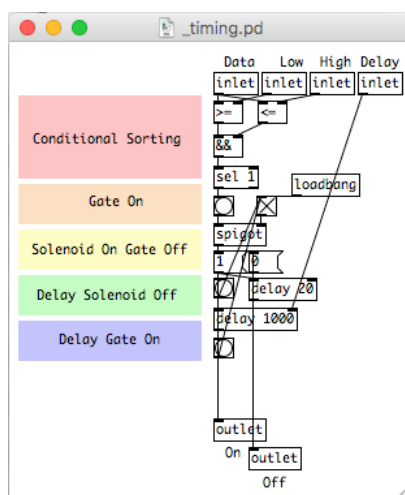 _timing.pd
Data Low High Delay
inlet inlet inlet inlet
>= <=
Conditional Sorting
&&
sel 1
loadbang
Gate On
spigot
Solenoid On Gate Off
1 0
Delay Solenoid Off
delay 20
delay 1000
Delay Gate On
outlet
On
outlet
Off